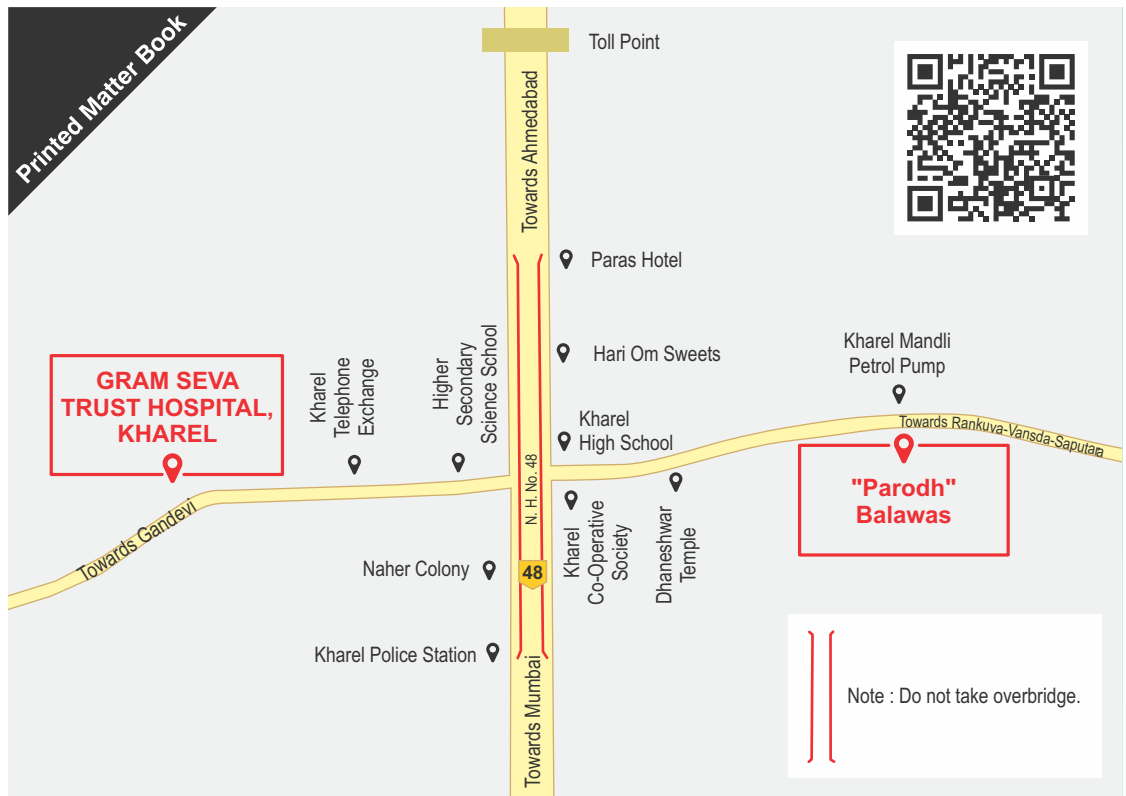 Printed Matter Book
Toll Point
Towards Ahmedabad
Paras Hotel
Hari Om Sweets
Kharel Mandli
Petrol Pump
GRAM SEVA
TRUST HOSPITAL,
KHAREL
Kharel
Telephone
Exchange
Higher
Secondary
Science School
Kharel
High School
Towards Rankuva-Vansda-Saputara
N. H. No. 48
"Parodh"
Balawas
Towards Gandevi
Naher Colony
48
Kharel
Co-Operative
Society
Dhaneshwar
Temple
Kharel Police Station
Towards Mumbai
Note : Do not take overbridge.